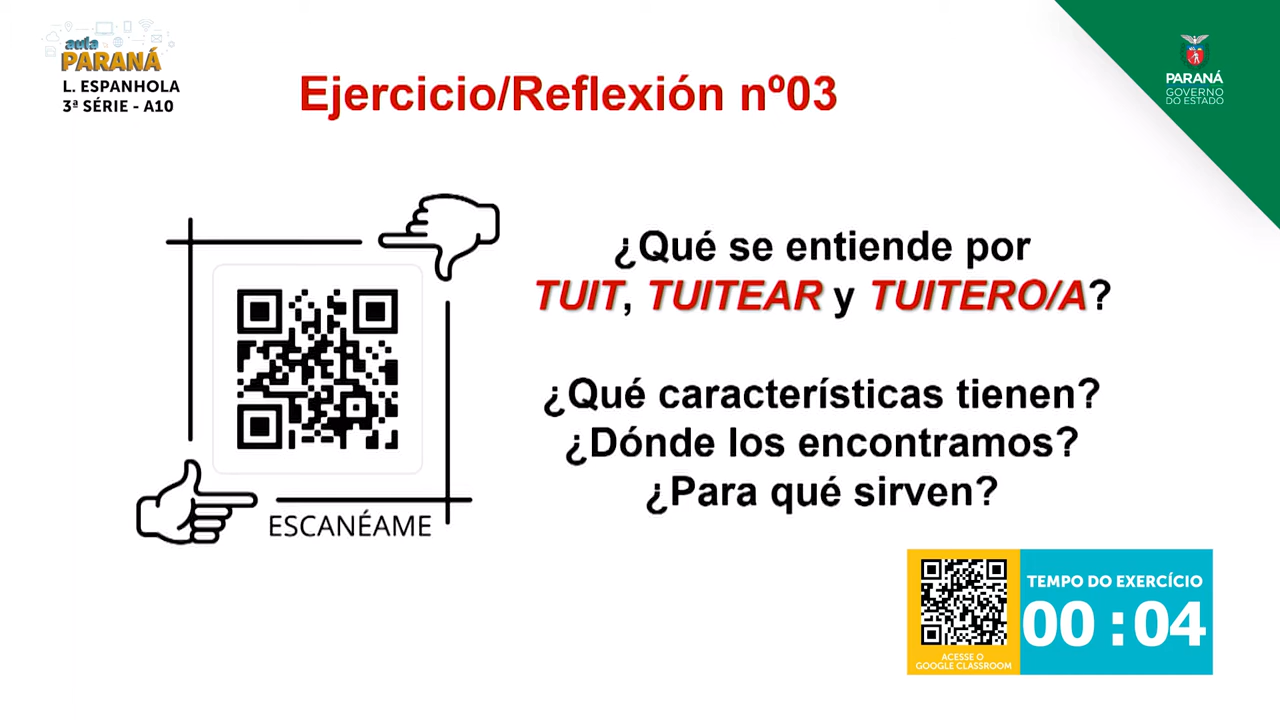 aula
PARANÁ
L. ESPANHOLA
3ª SÉRIE - A10
Ejercicio/Reflexión nº03
PARANÁ
GOVERNO
DO ESTADO
¿Qué se entiende por
TUIT, TUITEAR y TUITERO/A?
¿Qué características tienen?
¿Dónde los encontramos?
¿Para qué sirven?
ESCANÉAME
TEMPO DO EXERCÍCIO
00:04
ACESSE O
GOOGLE CLASSROOM